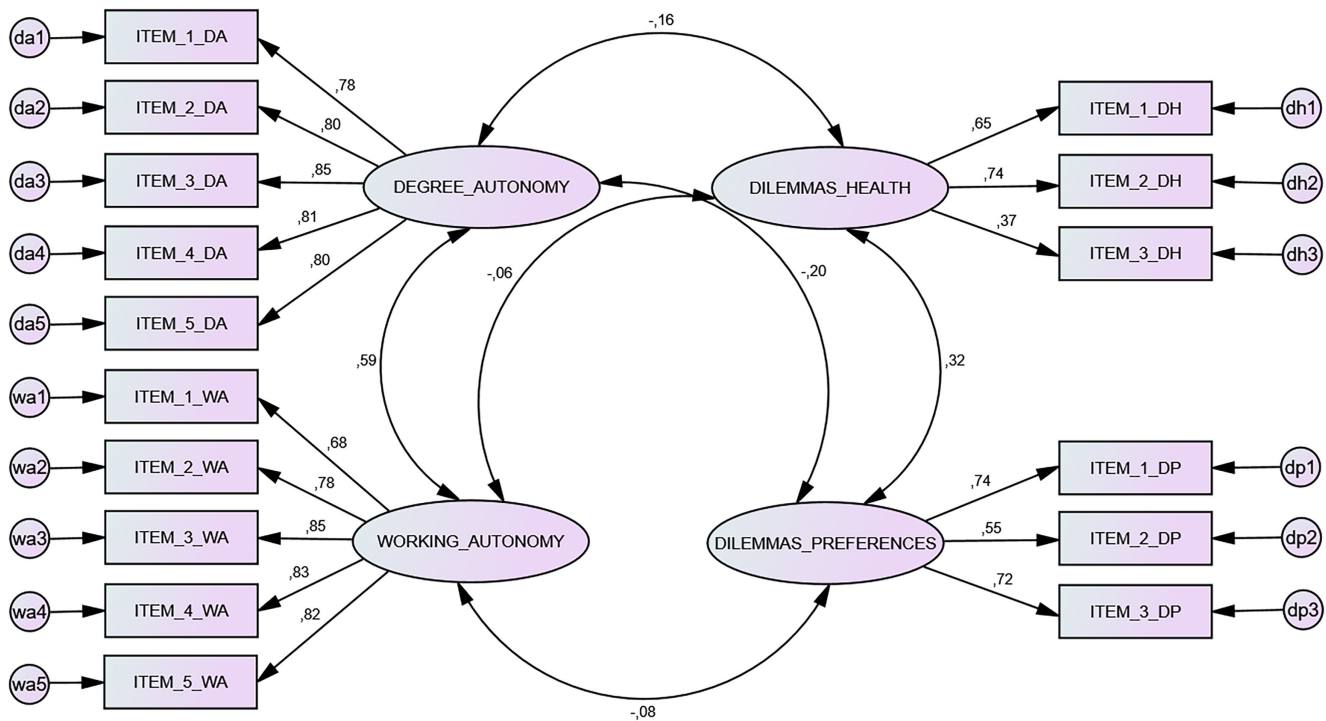 -,16
da1
ITEM_1_DA
da2
ITEM_2_DA
da3
ITEM_3_DA
da4
ITEM_4_DA
da5
ITEM_5_DA
,78
,80
,85
,81
,80
DEGREE_AUTONOMY
DILEMMAS_HEALTH
,65
,74
,37
ITEM_1_DH
dh1
ITEM_2_DH
dh2
ITEM_3_DH
dh3
-,06
-,20
,59
,32
wa1
ITEM_1_WA
wa2
ITEM_2_WA
wa3
ITEM_3_WA
wa4
ITEM_4_WA
wa5
ITEM_5_WA
,68
,78
,85
,83
,82
WORKING_AUTONOMY
DILEMMAS_PREFERENCES
,74
,55
,72
ITEM_1_DP
dp1
ITEM_2_DP
dp2
ITEM_3_DP
dp3
-,08